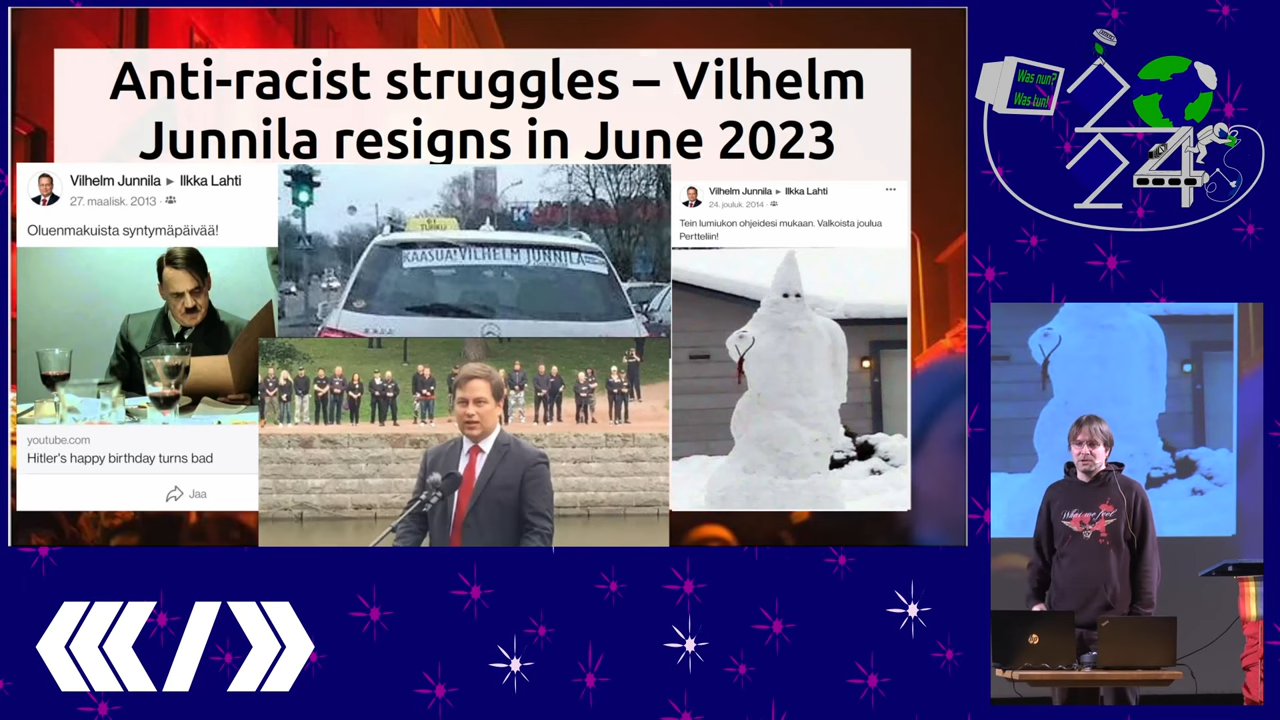 Anti-racist struggles – Vilhelm
Junnila resigns in June 2023
Vilhelm Junnila ▸ Ilkka Lahti
27. maalisk. 2013 ·
Oluenmakuista syntymäpäivää!
youtube.com
Hitler's happy birthday turns bad
Jaa
TURKU
KAASUA! VILHELM JUNNILA
Vilhelm Junnila ▸ Ilkka Lahti
24. jouluk. 2014 ·
Tein lumiukon ohjeidesi mukaan. Valkoista joulua
Pertteliin!
Was nun?
Was tun!
24
What we feel
hp